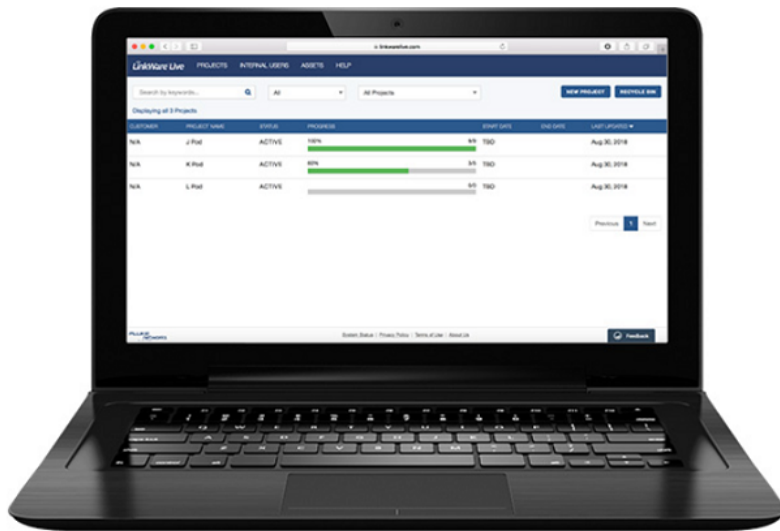 linkwarelive.com
LinkWare Live PROJECTS INTERNAL USERS ASSETS HELP
Search by keywords... All All Projects NEW PROJECT RECYCLE BIN
Displaying all 3 Projects
CUSTOMER PROJECT NAME STATUS PROGRESS START DATE END DATE LAST UPDATED
N/A J Pod ACTIVE 100% TBD Aug 30, 2018
N/A K Pod ACTIVE 60% 3/5 TBD Aug 30, 2018
N/A L Pod ACTIVE TBD Aug 30, 2018
Previous 1 Next
FLUKE networks System Status | Privacy Policy | Terms of Use | About Us Feedback
Q W E R T Y U I O P
A S D F G H J K L
Z X C V B N M